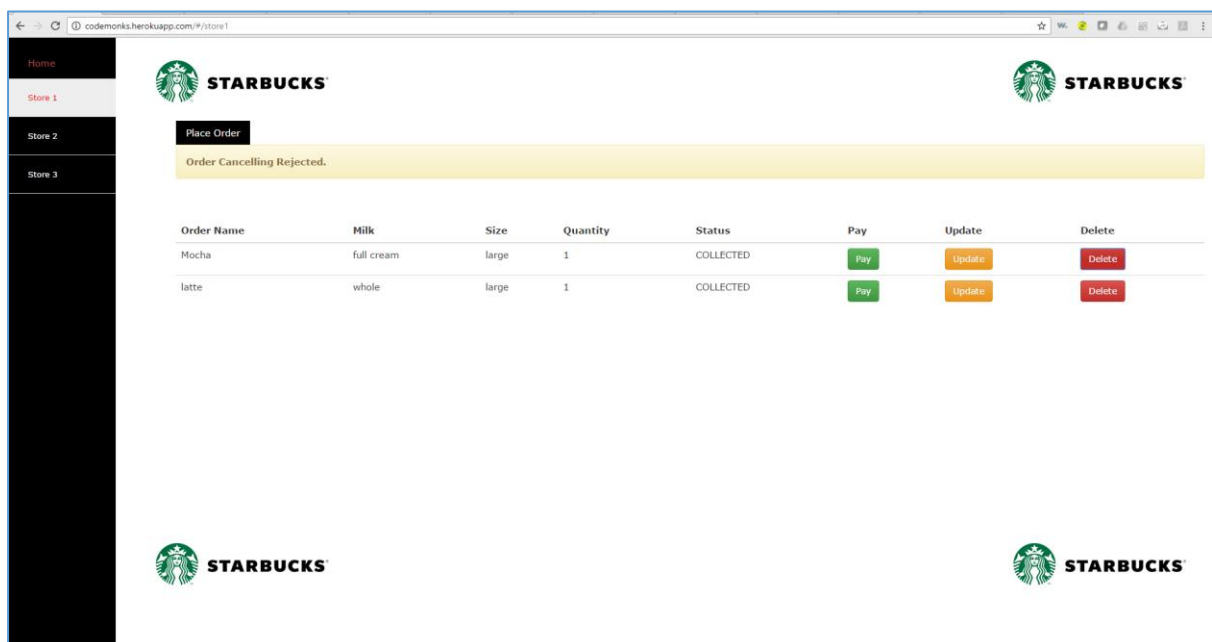 codemonks.herokuapp.com/#/store1
Home
STARBUCKS STARBUCKS
Store 1
Store 2
Place Order
Order Cancelling Rejected.
Store 3
Order Name Milk Size Quantity Status Pay Update Delete
Mocha full cream large 1 COLLECTED Pay Update Delete
latte whole large 1 COLLECTED Pay Update Delete
STARBUCKS STARBUCKS